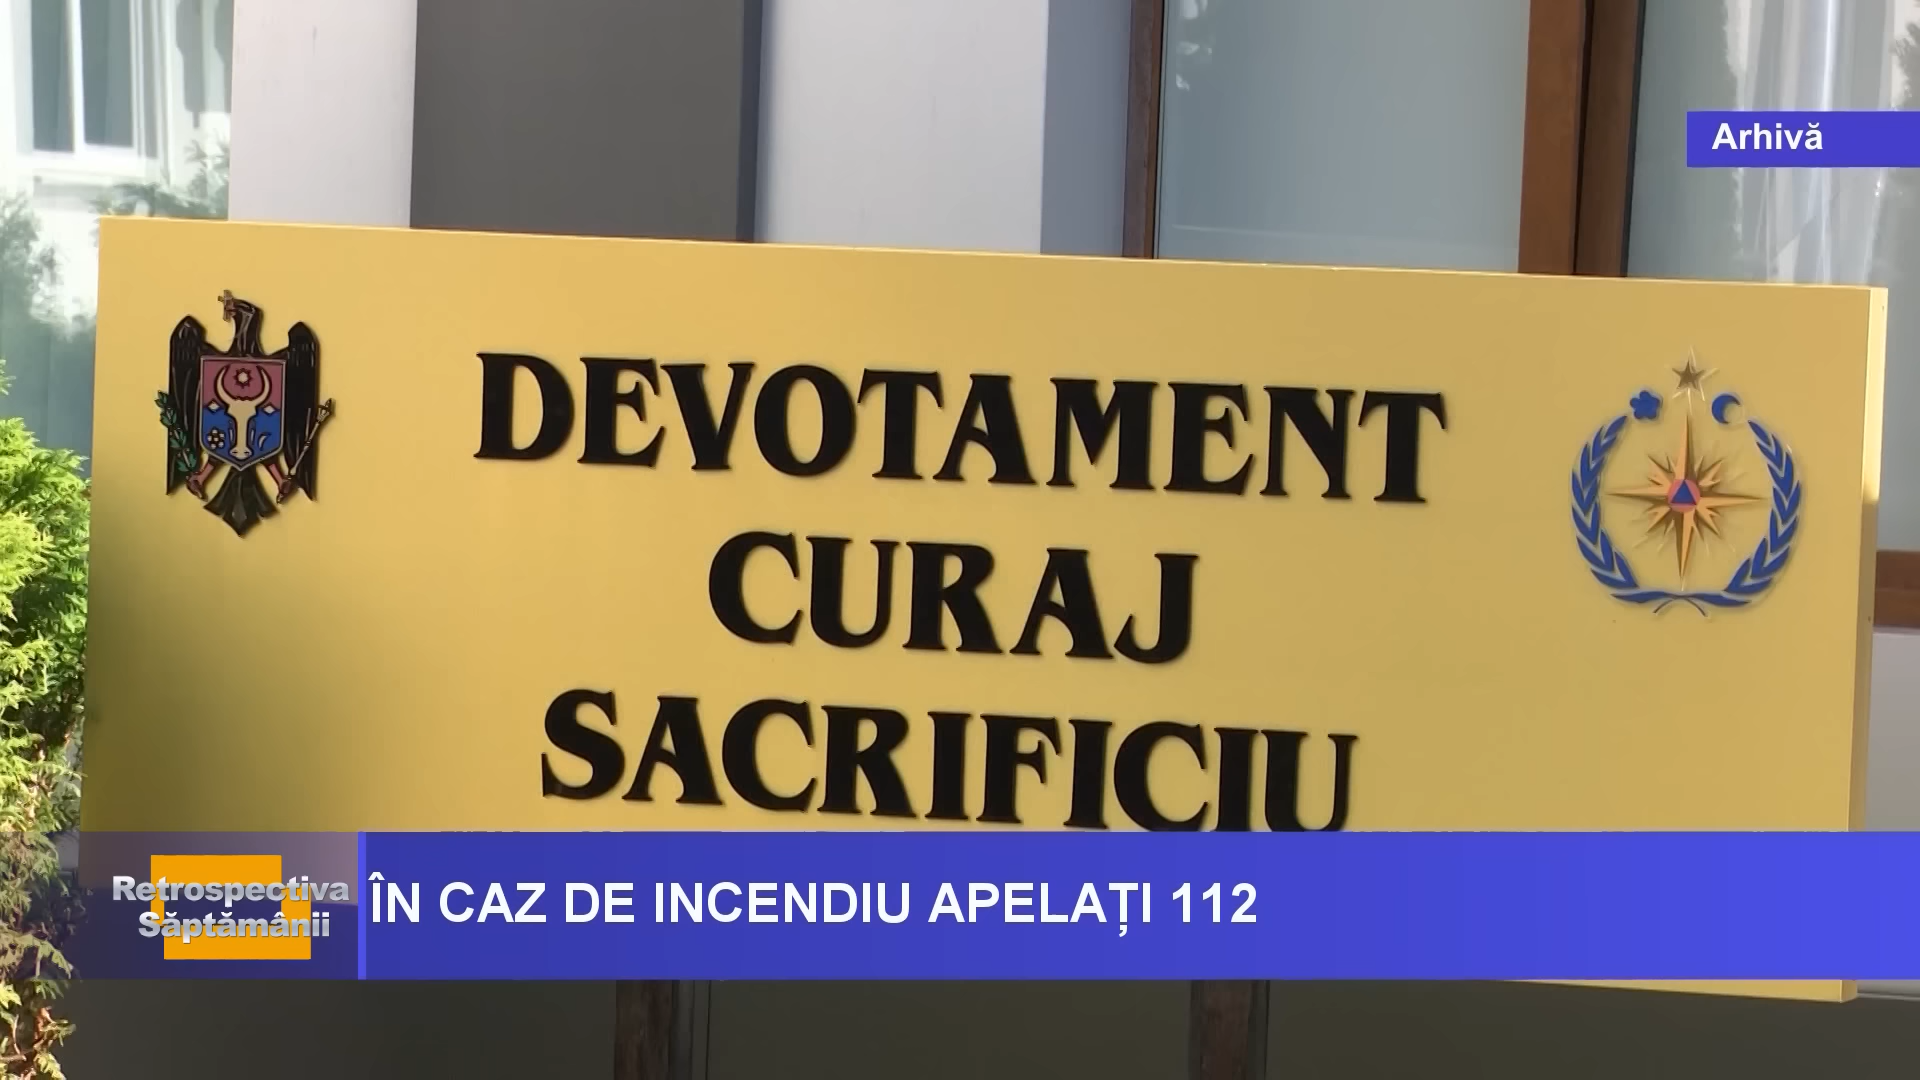 Arhivă
DEVOTAMENT
CURAJ
SACRIFICIU
Retrospectiva
Săptămânii
ÎN CAZ DE INCENDIU APELAȚI 112